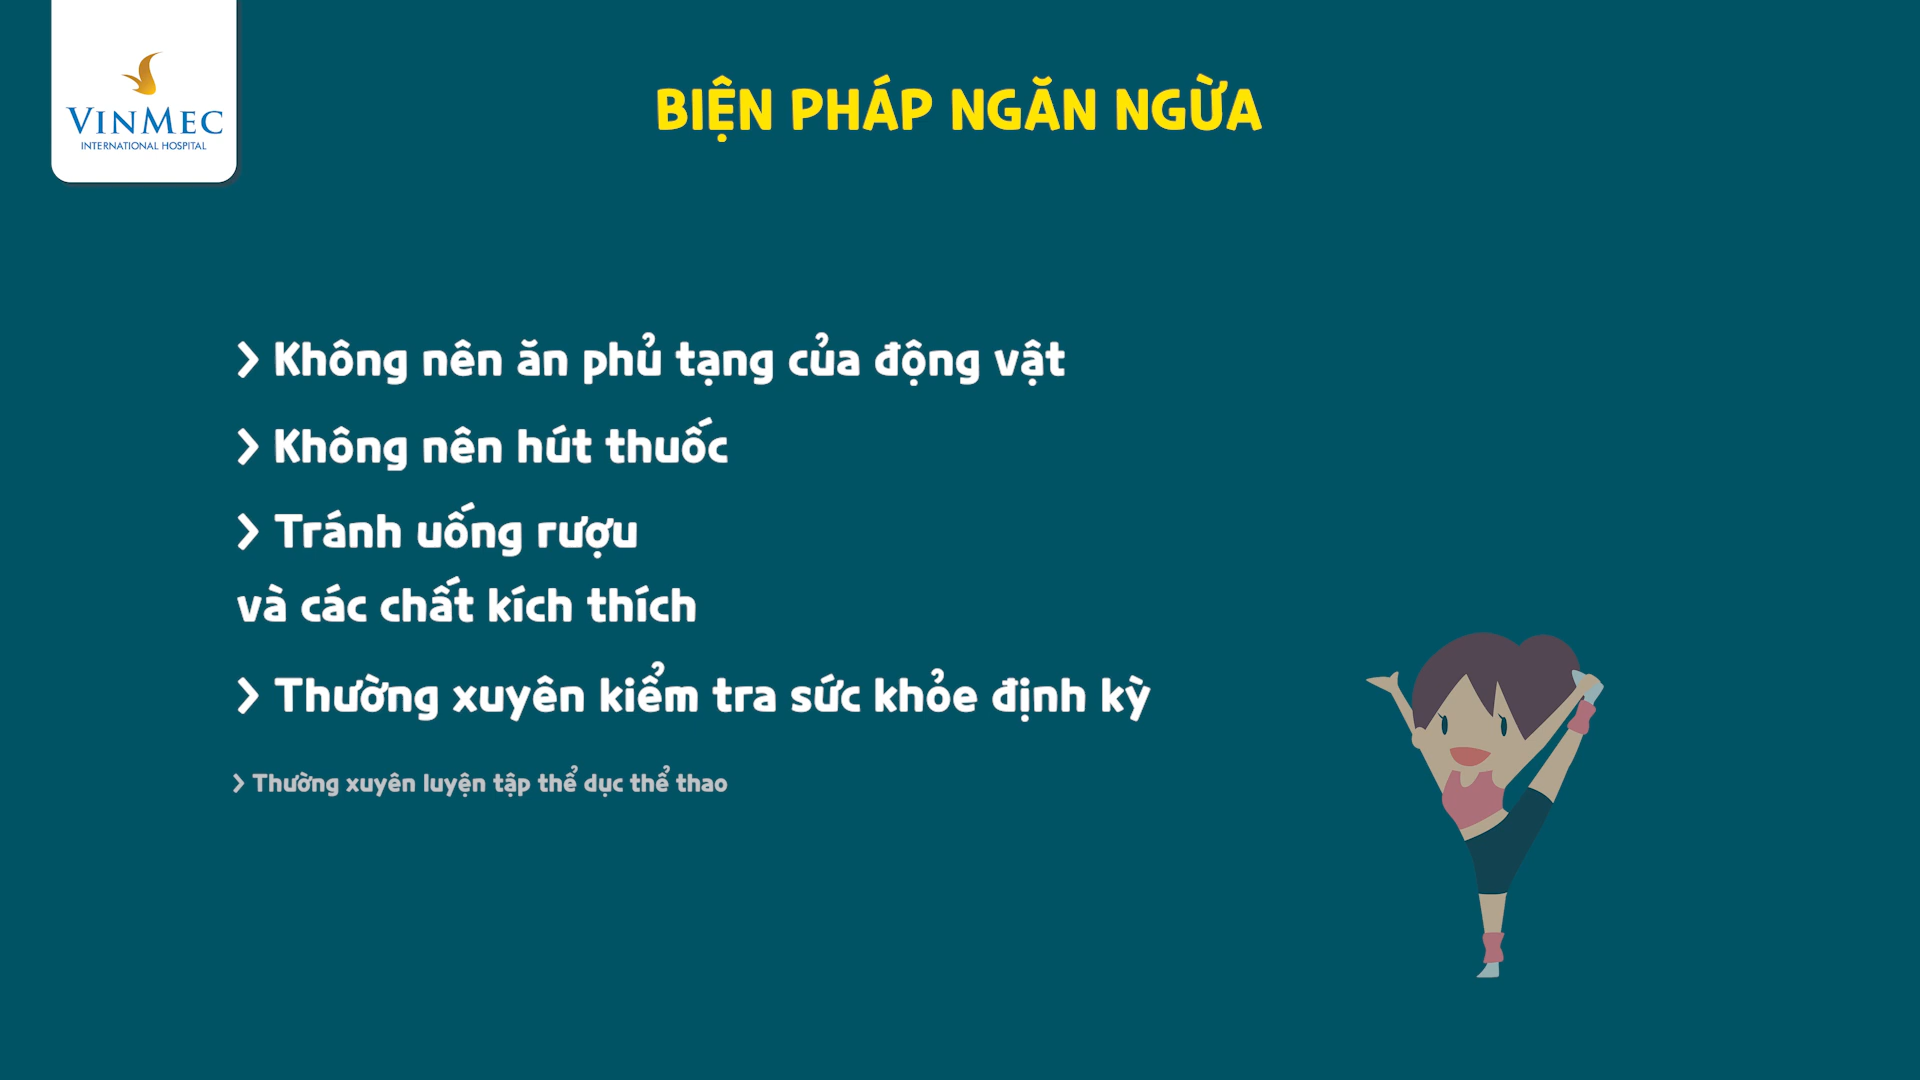 VINMEC
INTERNATIONAL HOSPITAL
BIỆN PHÁP NGĂN NGỪA
> Không nên ăn phủ tạng của động vật
> Không nên hút thuốc
> Tránh uống rượu
và các chất kích thích
> Thường xuyên kiểm tra sức khỏe định kỳ
> Thường xuyên luyện tập thể dục thể thao